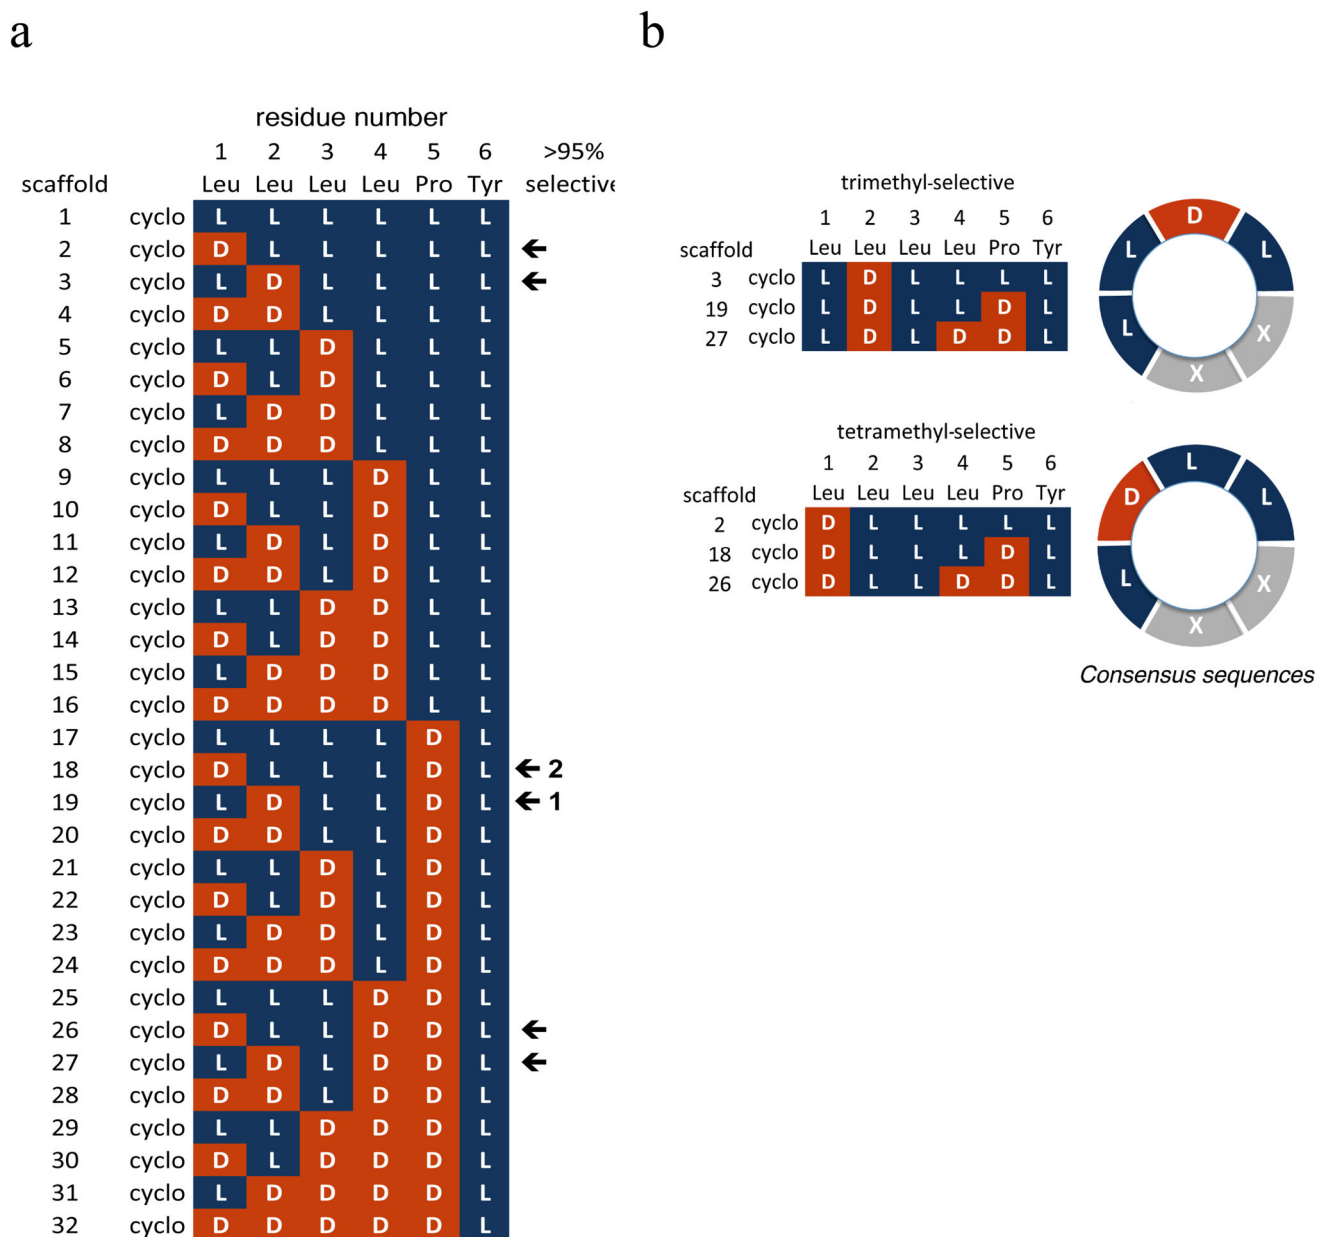 a
residue number
1 2 3 4 5 6 >95%
scaffold Leu Leu Leu Leu Pro Tyr selective
1 cyclo L L L L L L
2 cyclo D L L L L L ←
3 cyclo L D L L L L ←
4 cyclo D D L L L L
5 cyclo L L D L L L
6 cyclo D L D L L L
7 cyclo L D D L L L
8 cyclo D D D L L L
9 cyclo L L L D L L
10 cyclo D L L D L L
11 cyclo L D L D L L
12 cyclo D D L D L L
13 cyclo L L D D L L
14 cyclo D L D D L L
15 cyclo L D D D L L
16 cyclo D D D D L L
17 cyclo L L L L D L
18 cyclo D L L L D L ← 2
19 cyclo L D L L D L ← 1
20 cyclo D D L L D L
21 cyclo L L D L D L
22 cyclo D L D L D L
23 cyclo L D D L D L
24 cyclo D D D L D L
25 cyclo L L L D D L
26 cyclo D L L D D L ←
27 cyclo L D L D D L ←
28 cyclo D D L D D L
29 cyclo L L D D D L
30 cyclo D L D D D L
31 cyclo L D D D D L
32 cyclo D D D D D L
b
trimethyl-selective
1 2 3 4 5 6
scaffold Leu Leu Leu Leu Pro Tyr
3 cyclo L D L L L L
19 cyclo L D L L D L
27 cyclo L D L D D L
D
L L
L X
X
tetramethyl-selective
1 2 3 4 5 6
scaffold Leu Leu Leu Leu Pro Tyr
2 cyclo D L L L L L
18 cyclo D L L L D L
26 cyclo D L L D D L
L
D L
L X
X
Consensus sequences